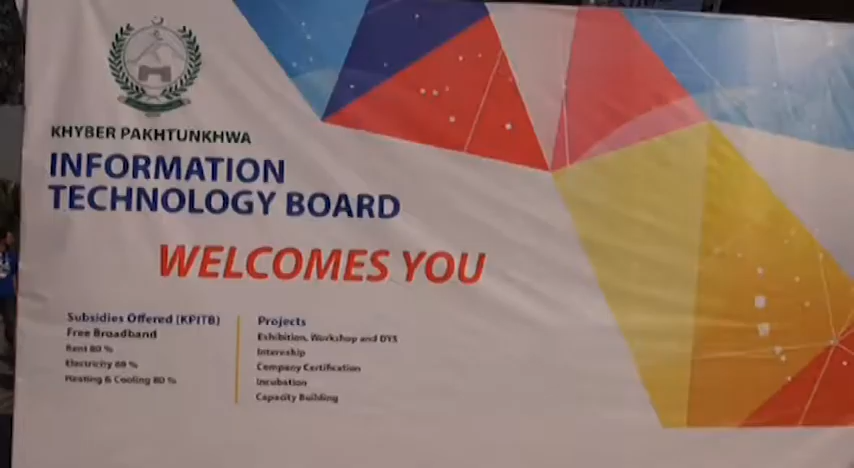 KHYBER PAKHTUNKHWA
INFORMATION
TECHNOLOGY BOARD
WELCOMES YOU
Subsidies Offered (KPITB)
Free Broadband
Rent 80 %
Electricity 80 %
Heating & Cooling 80 %
Projects
Exhibition, Workshop and DYS
Internship
Company Certification
Incubation
Capacity Building